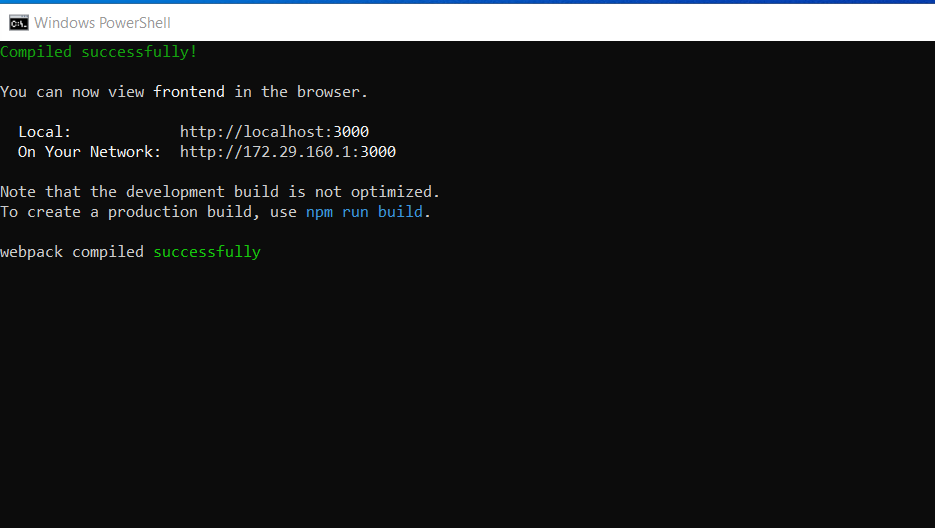 Windows PowerShell
Compiled successfully!
You can now view frontend in the browser.
Local: http://localhost:3000
On Your Network: http://172.29.160.1:3000
Note that the development build is not optimized.
To create a production build, use npm run build.
webpack compiled successfully